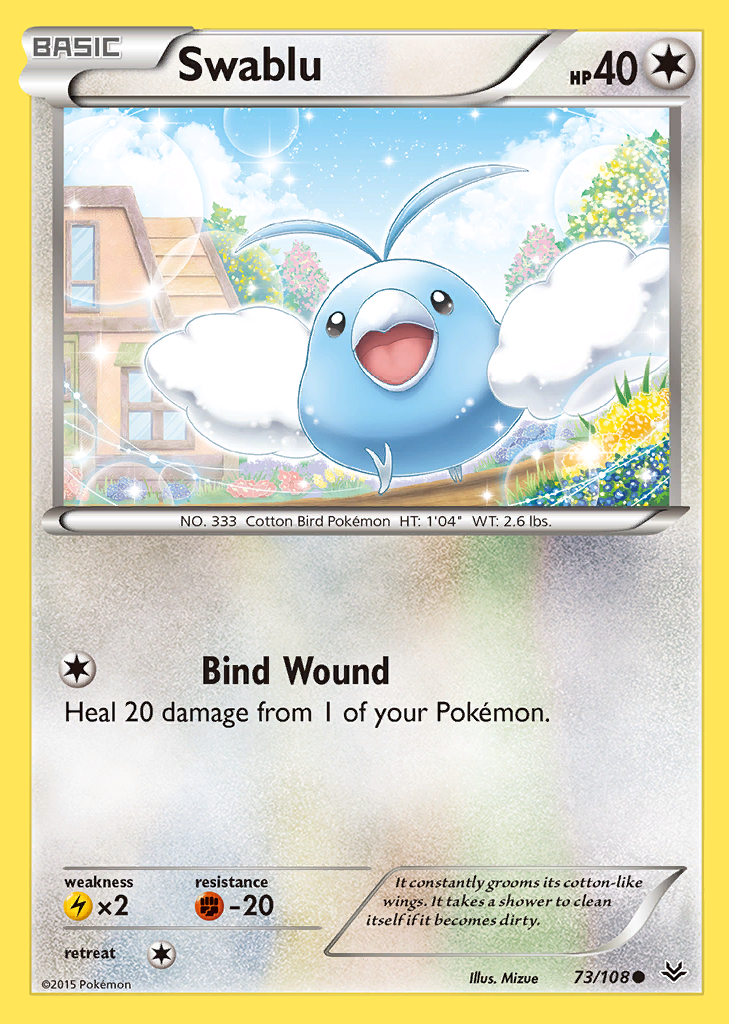 BASIC
Swablu
HP40
NO. 333 Cotton Bird Pokémon HT: 1'04" WT: 2.6 lbs.
Bind Wound
Heal 20 damage from 1 of your Pokémon.
weakness
×2
resistance
-20
It constantly grooms its cotton-like
wings. It takes a shower to clean
itself if it becomes dirty.
retreat
©2015 Pokémon
Illus. Mizue
73/108